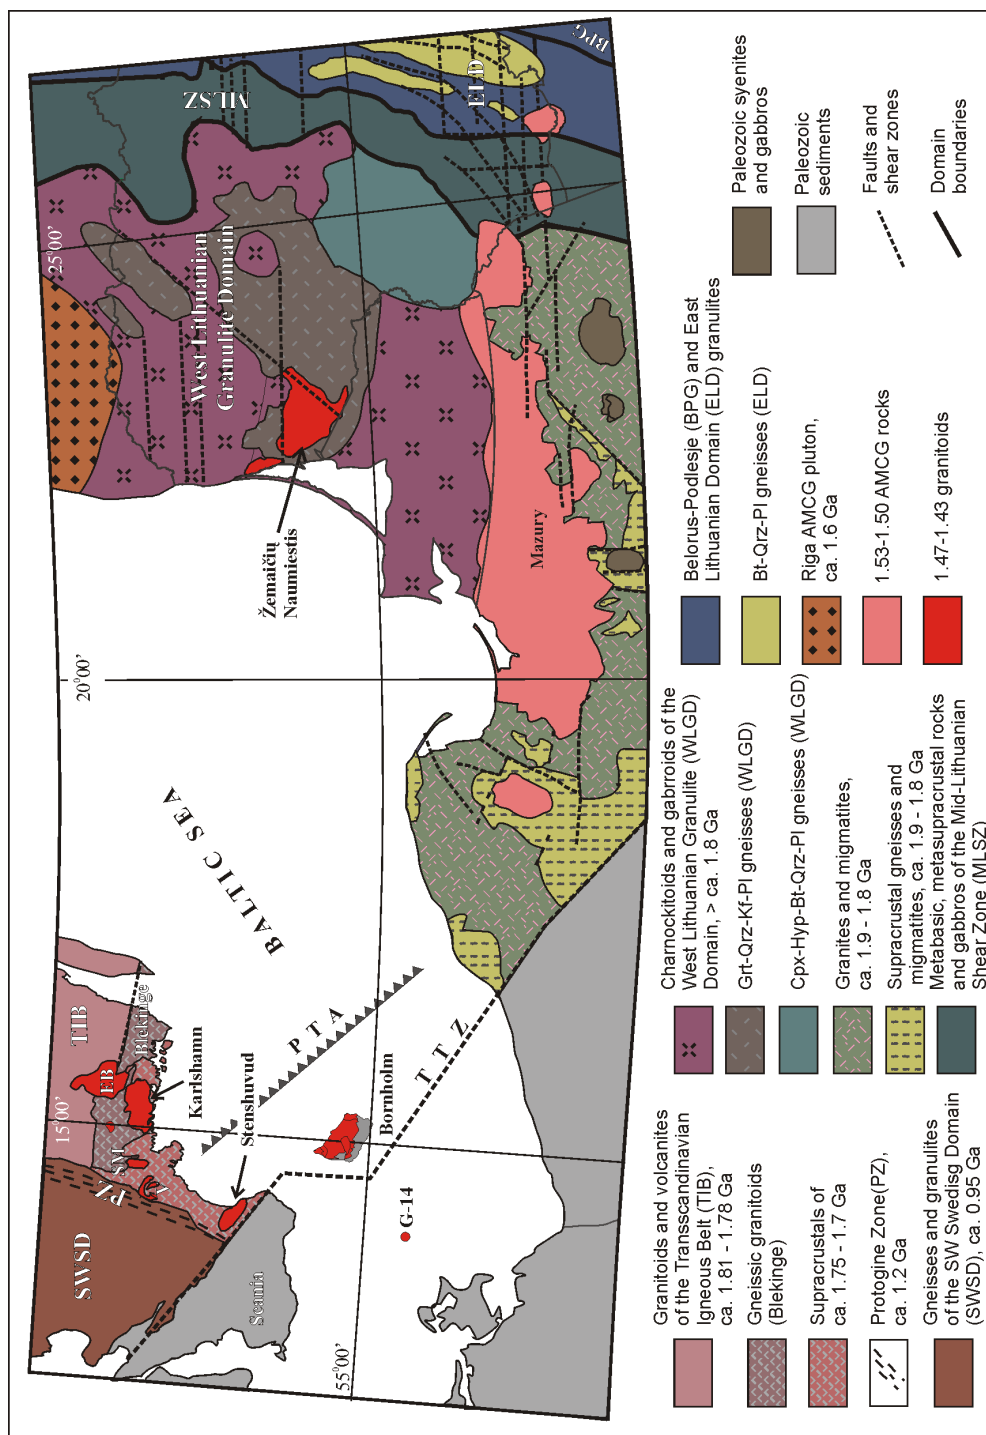 SWSD
PZ
SM
15°00'
TIB
EB
Blekinge
Karlshamn
Stenshuvud
Scania
55°00'
G-14
Bornholm
PTA
TTZ
BALTIC SEA
20°00'
Žemaičių
Naumiestis
West Lithuanian
Granulite Domain
25°00'
MLSZ
ELD
BPG
Mazury
Granitoids and volcanites
of the Transscandinavian
Igneous Belt (TIB),
ca. 1.81 - 1.78 Ga
Gneissic granitoids
(Blekinge)
Supracrustals of
ca. 1.75 - 1.7 Ga
Protogine Zone(PZ),
ca. 1.2 Ga
Gneisses and granulites
of the SW Swedisg Domain
(SWSD), ca. 0.95 Ga
Charnockitoids and gabroids of the
West Lithuanian Granulite (WLGD)
Domain, > ca. 1.8 Ga
Grt-Qrz-Kf-Pl gneisses (WLGD)
Cpx-Hyp-Bt-Qrz-Pl gneisses (WLGD)
Granites and migmatites,
ca. 1.9 - 1.8 Ga
Supracrustal gneisses and
migmatites, ca. 1.9 - 1.8 Ga
Metabasic, metasupracrustal rocks
and gabbros of the Mid-Lithuanian
Shear Zone (MLSZ)
Belorus-Podlesje (BPG) and East
Lithuanian Domain (ELD) granulites
Bt-Qrz-Pl gneisses (ELD)
Riga AMCG pluton,
ca. 1.6 Ga
1.53-1.50 AMCG rocks
1.47-1.43 granitoids
Paleozoic syenites
and gabbros
Paleozoic
sediments
Faults and
shear zones
Domain
boundaries